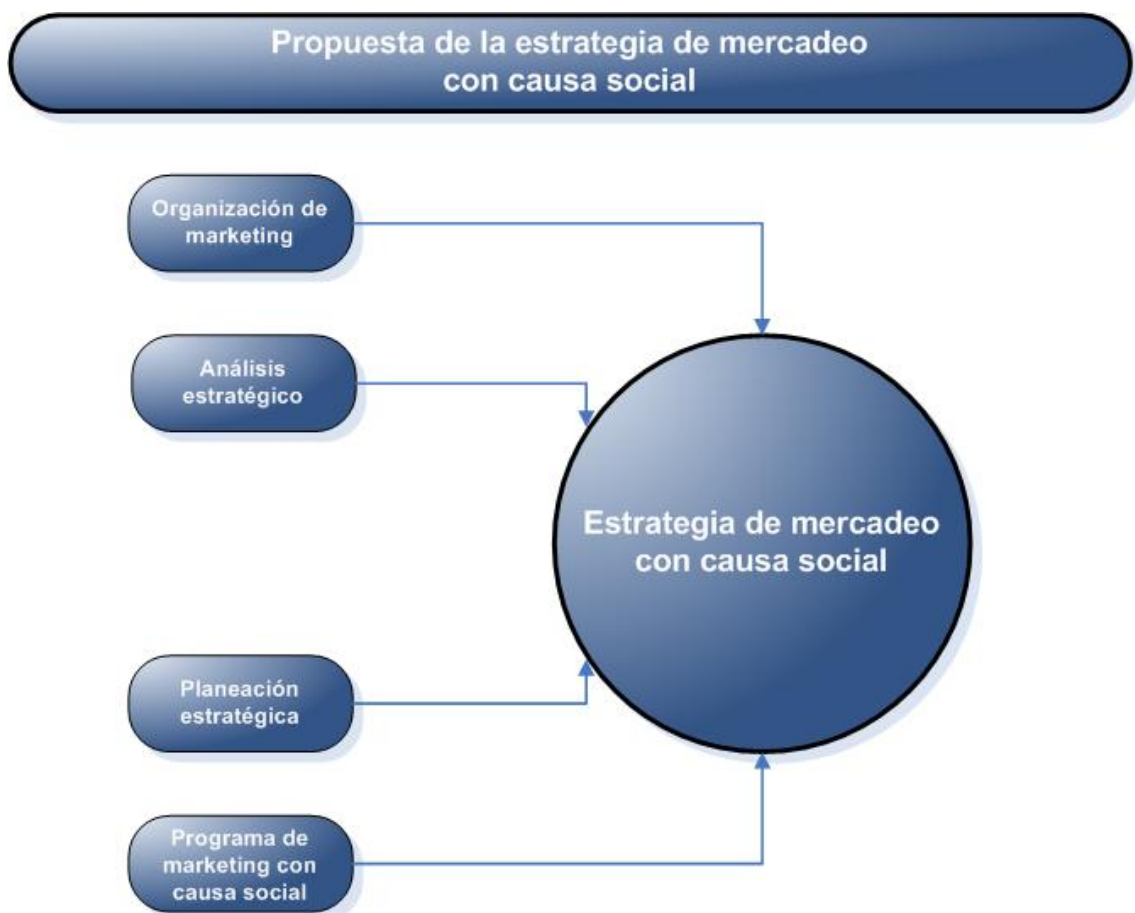 Propuesta de la estrategia de mercadeo
con causa social
Organización de
marketing
Análisis
estratégico
Estrategia de mercadeo
con causa social
Planeación
estratégica
Programa de
marketing con
causa social